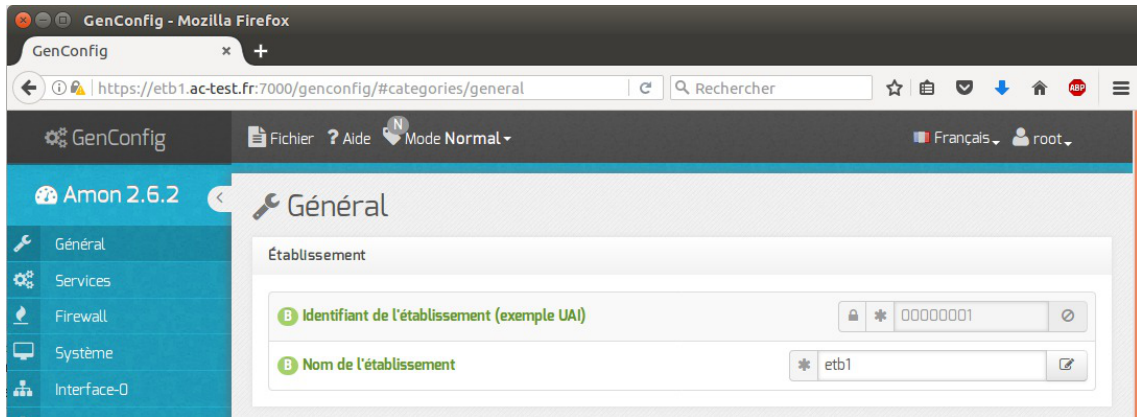 GenConfig - Mozilla Firefox
GenConfig
https://etb1.ac-test.fr:7000/genconfig/#categories/general
Rechercher
ABP
GenConfig
Fichier ? Aide N Mode Normal
Français
root
Amon 2.6.2
Général
Général
Établissement
Services
B Identifiant de l'établissement (exemple UAI) 00000001
Firewall
Système
B Nom de l'établissement etb1
Interface-0